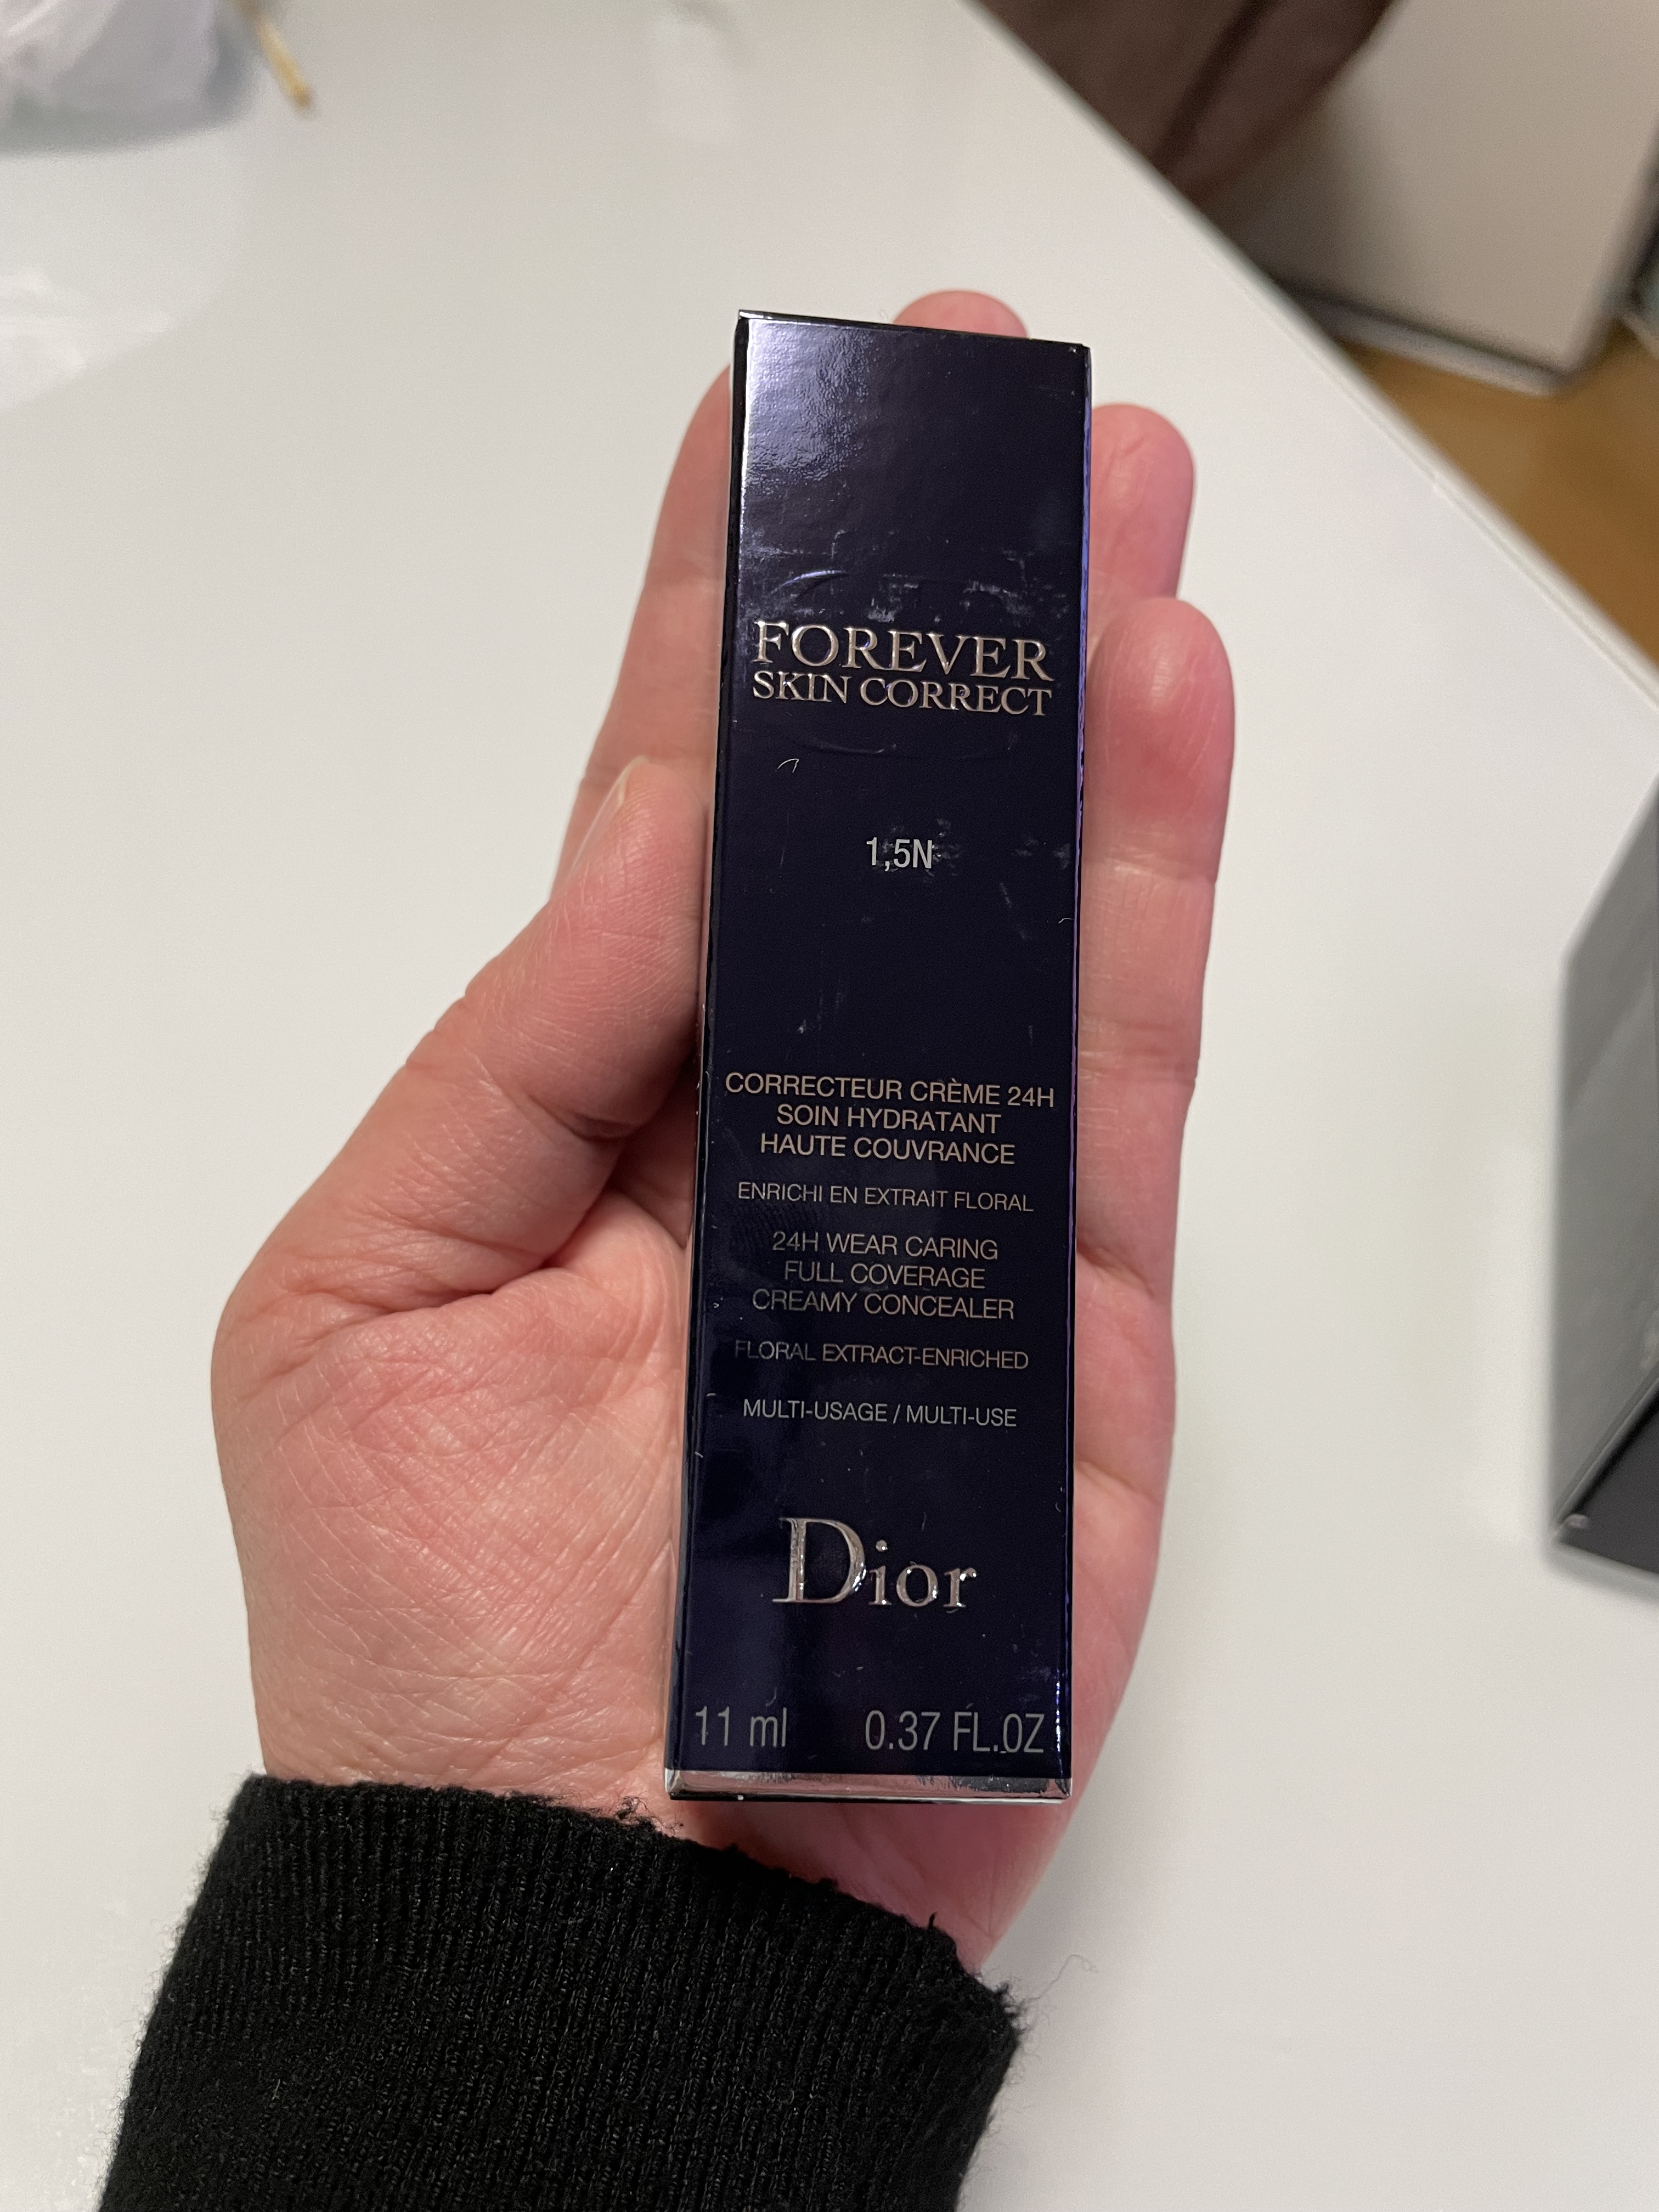 FOREVER
SKIN CORRECT
1,5N
CORRECTEUR CRÈME 24H
SOIN HYDRATANT
HAUTE COUVRANCE
ENRICHI EN EXTRAIT FLORAL
24H WEAR CARING
FULL COVERAGE
CREAMY CONCEALER
FLORAL EXTRACT-ENRICHED
MULTI-USAGE / MULTI-USE
Dior
11 ml 0.37 FL.OZ